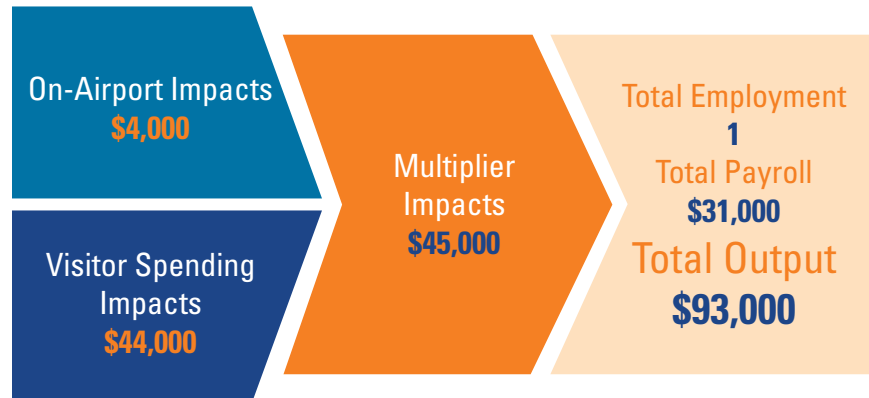 On-Airport Impacts
$4,000
Visitor Spending
Impacts
$44,000
Multiplier
Impacts
$45,000
Total Employment
1
Total Payroll
$31,000
Total Output
$93,000